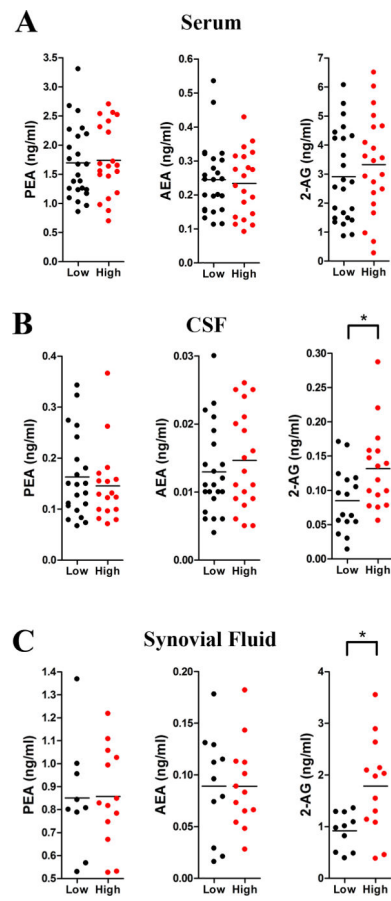 A Serum
PEA (ng/ml)
3.5
3.0
2.5
2.0
1.5
1.0
0.5
0.0
Low High
AEA (ng/ml)
0.6
0.4
0.2
0.0
Low High
2-AG (ng/ml)
7
6
5
4
3
2
1
0
Low High
B CSF
PEA (ng/ml)
0.4
0.3
0.2
0.1
0.0
Low High
AEA (ng/ml)
0.03
0.02
0.01
0.00
Low High
2-AG (ng/ml)
*
0.30
0.25
0.20
0.15
0.10
0.05
0.00
Low High
C Synovial Fluid
PEA (ng/ml)
1.4
1.3
1.2
1.1
1.0
0.9
0.8
0.7
0.6
0.5
Low High
AEA (ng/ml)
0.20
0.15
0.10
0.05
0.00
Low High
2-AG (ng/ml)
*
4
3
2
1
0
Low High